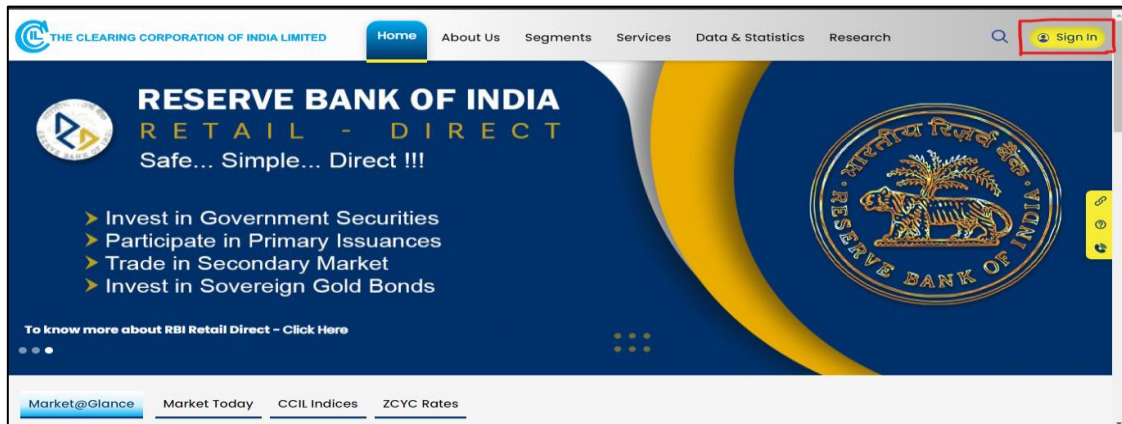 CIL THE CLEARING CORPORATION OF INDIA LIMITED
Home About Us Segments Services Data & Statistics Research Sign In
RESERVE BANK OF INDIA
RETAIL - DIRECT
Safe... Simple... Direct !!!
➤ Invest in Government Securities
➤ Participate in Primary Issuances
➤ Trade in Secondary Market
➤ Invest in Sovereign Gold Bonds
To know more about RBI Retail Direct - Click Here
भारतीय रिज़र्व बैंक
RESERVE BANK OF INDIA
Market@Glance Market Today CCIL Indices ZCYC Rates